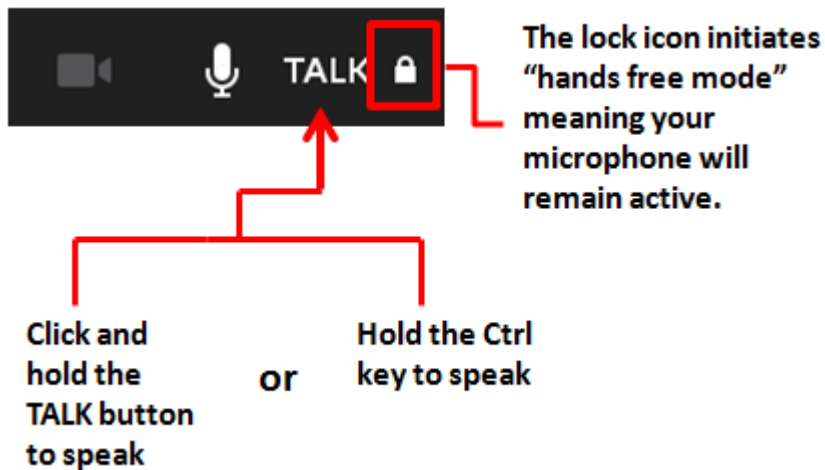 TALK
The lock icon initiates
“hands free mode”
meaning your
microphone will
remain active.
Click and
hold the
TALK button
to speak
or
Hold the Ctrl
key to speak